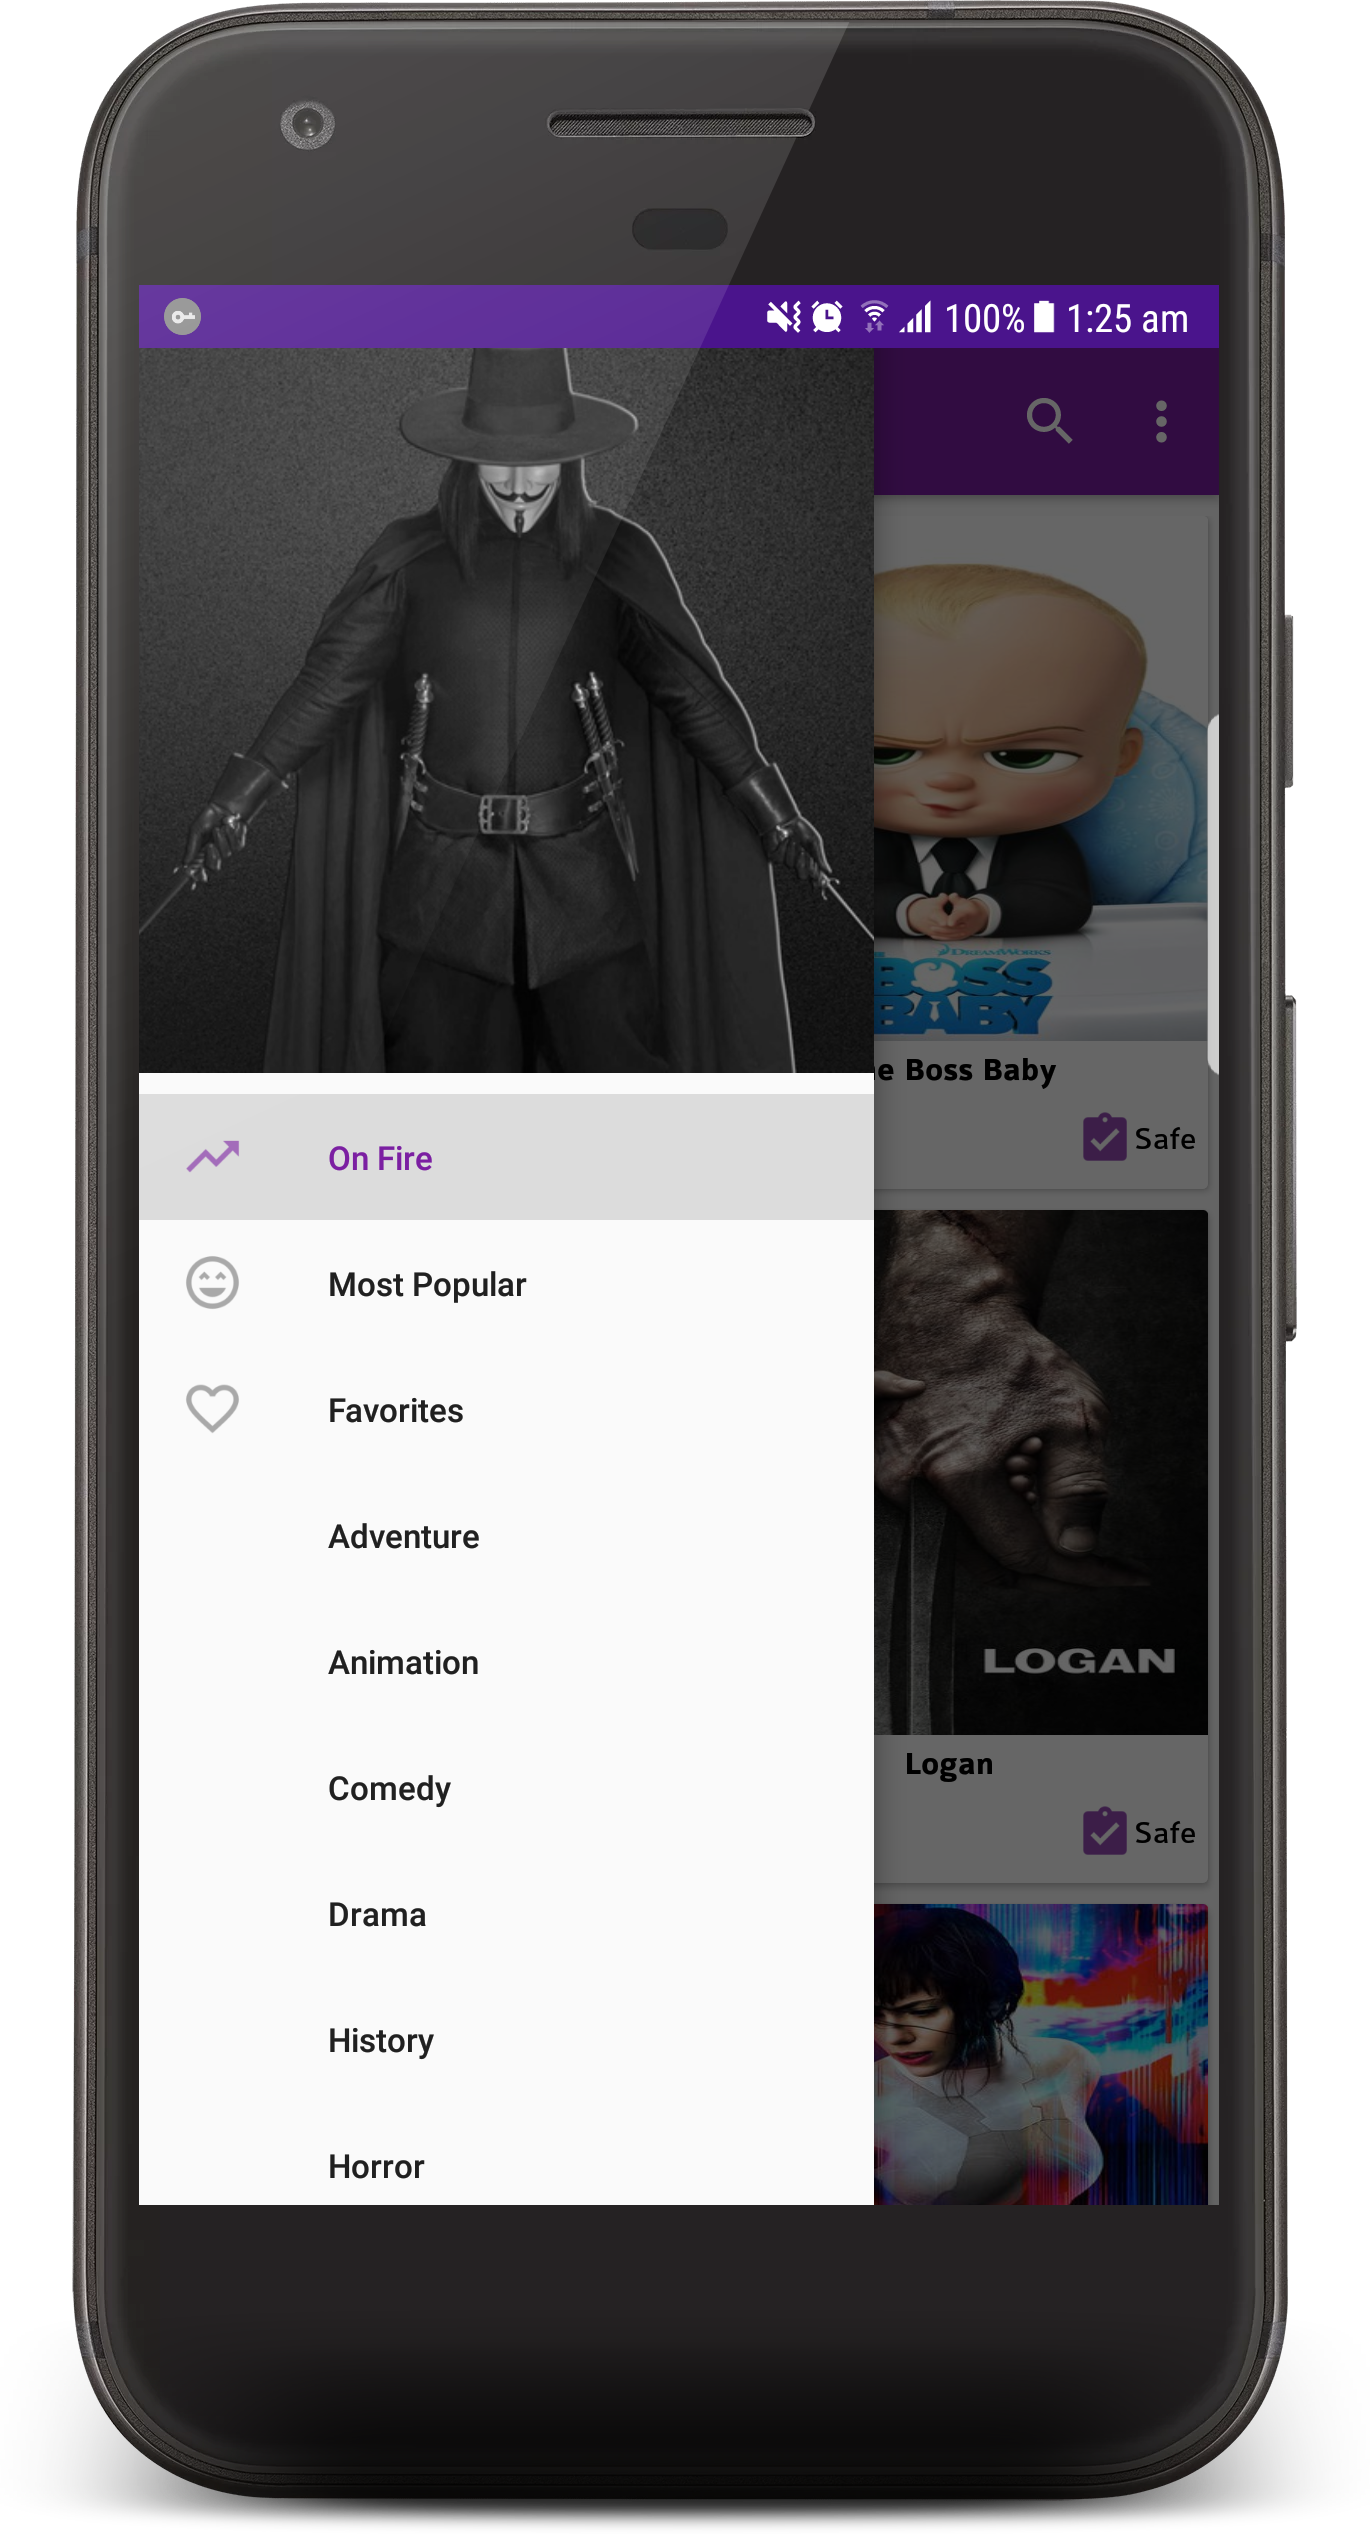 100% 1:25 am
DREAMWORKS
BOSS
BABY
e Boss Baby
Safe
On Fire
Most Popular
Favorites
Adventure
Animation
Comedy
Drama
History
Horror
LOGAN
Logan
Safe